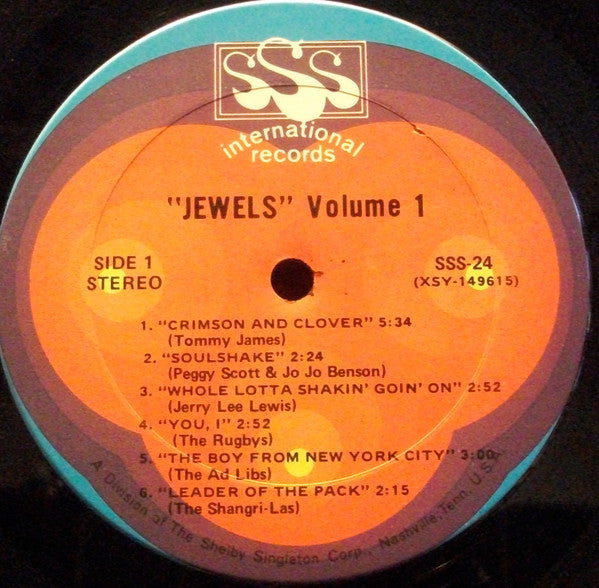 SSS
international
records
"JEWELS" Volume 1
SIDE 1
STEREO
SSS-24
(XSY-149615)
1. "CRIMSON AND CLOVER" 5:34
(Tommy James)
2. "SOULSHAKE" 2:24
(Peggy Scott & Jo Jo Benson)
3. "WHOLE LOTTA SHAKIN' GOIN' ON" 2:52
(Jerry Lee Lewis)
4. "YOU, I" 2:52
(The Rugbys)
5. "THE BOY FROM NEW YORK CITY" 3:00
(The Ad Libs)
6. "LEADER OF THE PACK" 2:15
(The Shangri-Las)
A Division of The Shelby Singleton Corp., Nashville, Tenn. U.S.A.